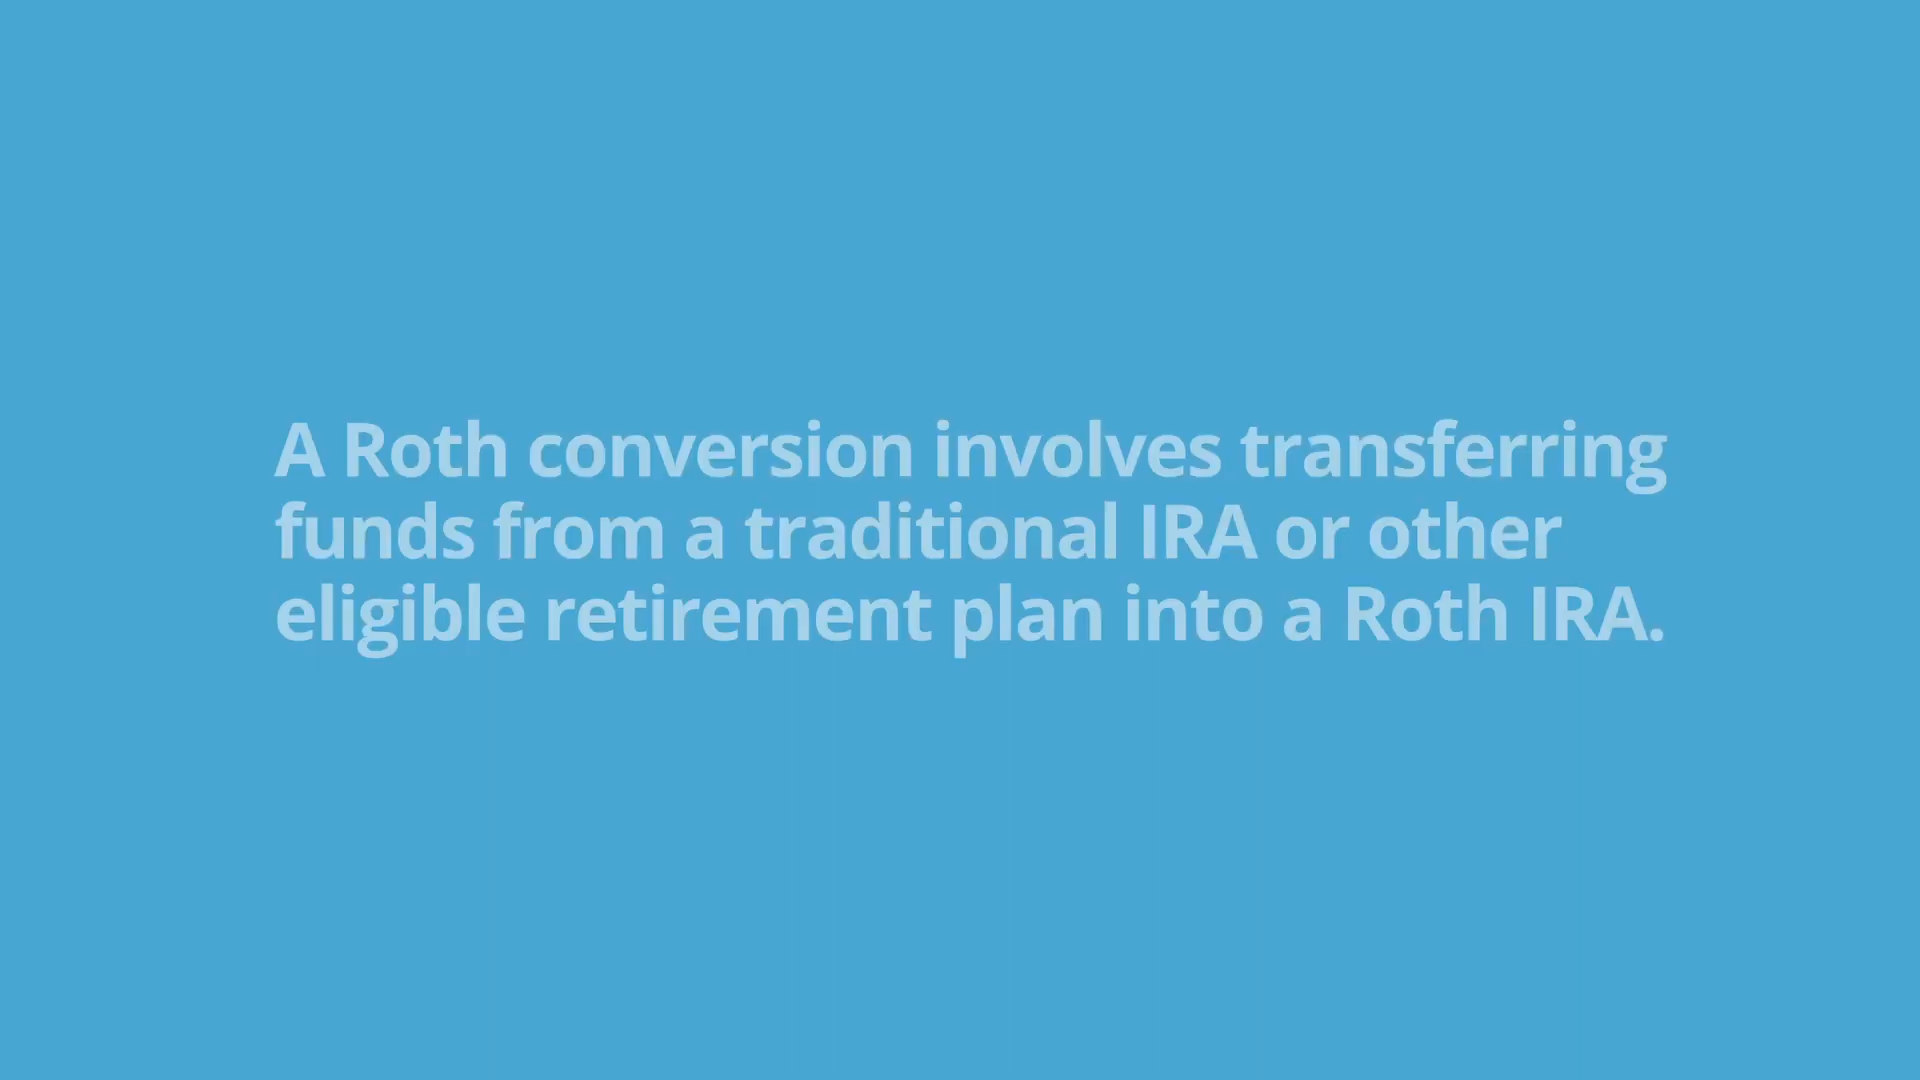 A Roth conversion involves transferring
funds from a traditional IRA or other
eligible retirement plan into a Roth IRA.